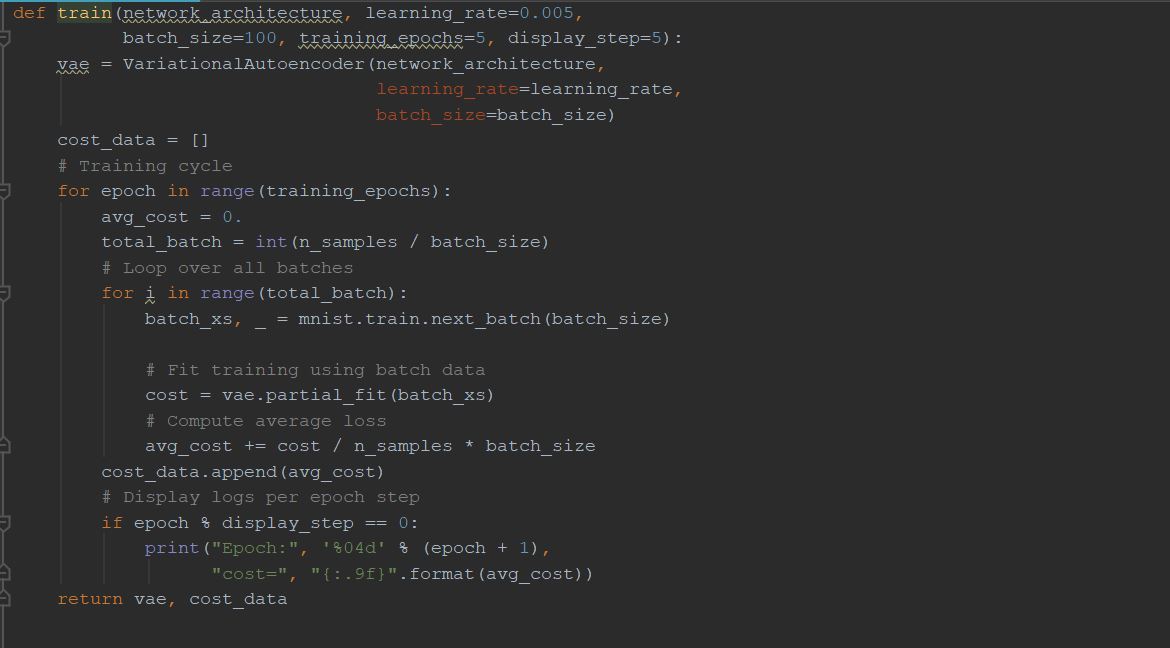 def train(network_architecture, learning_rate=0.005,
          batch_size=100, training_epochs=5, display_step=5):
    vae = VariationalAutoencoder(network_architecture,
                                 learning_rate=learning_rate,
                                 batch_size=batch_size)
    cost_data = []
    # Training cycle
    for epoch in range(training_epochs):
        avg_cost = 0.
        total_batch = int(n_samples / batch_size)
        # Loop over all batches
        for i in range(total_batch):
            batch_xs, _ = mnist.train.next_batch(batch_size)

            # Fit training using batch data
            cost = vae.partial_fit(batch_xs)
            # Compute average loss
            avg_cost += cost / n_samples * batch_size
        cost_data.append(avg_cost)
        # Display logs per epoch step
        if epoch % display_step == 0:
            print("Epoch:", '%04d' % (epoch + 1),
                  "cost=", "{:.9f}".format(avg_cost))
    return vae, cost_data